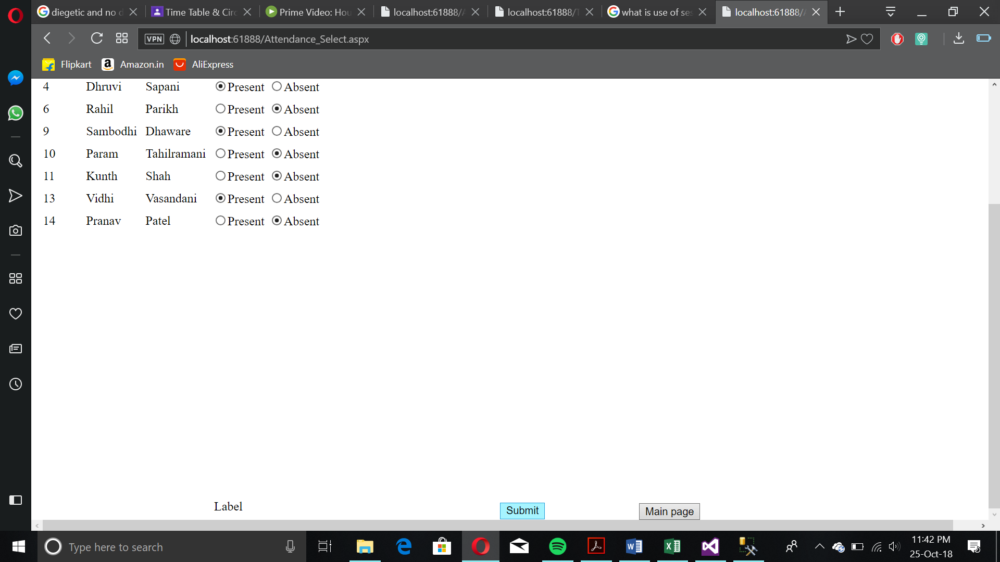 diegetic and no d
Time Table & Circ
Prime Video: Hou
localhost:61888/A
localhost:61888/T
what is use of ses
localhost:61888/A
VPN localhost:61888/Attendance_Select.aspx
Flipkart Amazon.in AliExpress
4 Dhruvi Sapani Present Absent
6 Rahil Parikh Present Absent
9 Sambodhi Dhaware Present Absent
10 Param Tahilramani Present Absent
11 Kunth Shah Present Absent
13 Vidhi Vasandani Present Absent
14 Pranav Patel Present Absent
Label Submit Main page
Type here to search
11:42 PM
25-Oct-18